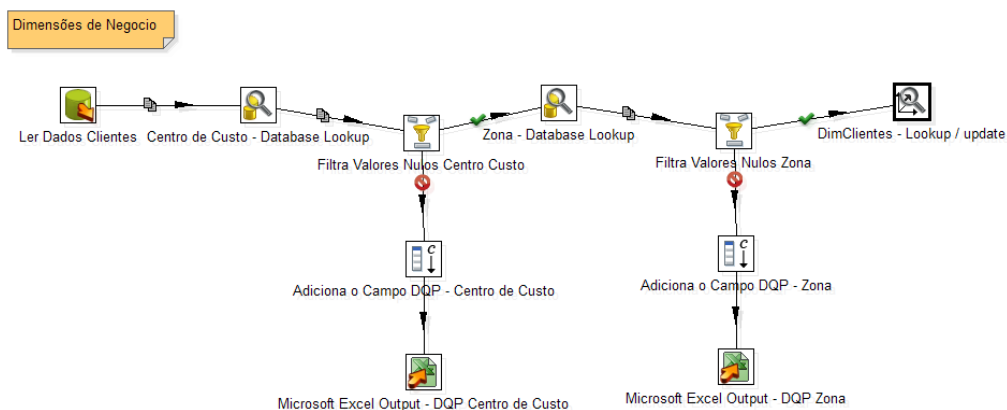 Dimensões de Negocio
Ler Dados Clientes
Centro de Custo - Database Lookup
Filtra Valores Nulos Centro Custo
Zona - Database Lookup
Filtra Valores Nulos Zona
DimClientes - Lookup / update
C
Adiciona o Campo DQP - Centro de Custo
C
Adiciona o Campo DQP - Zona
Microsoft Excel Output - DQP Centro de Custo
Microsoft Excel Output - DQP Zona